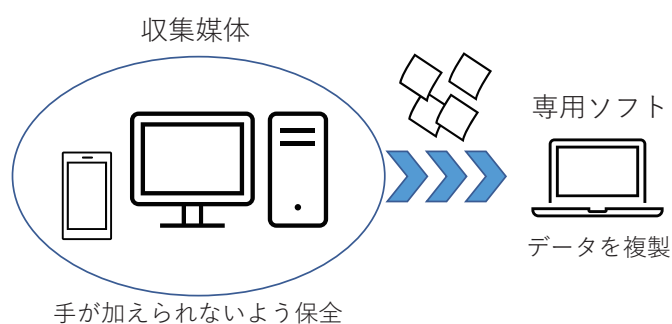 収集媒体
専用ソフト
データを複製
手が加えられないよう保全